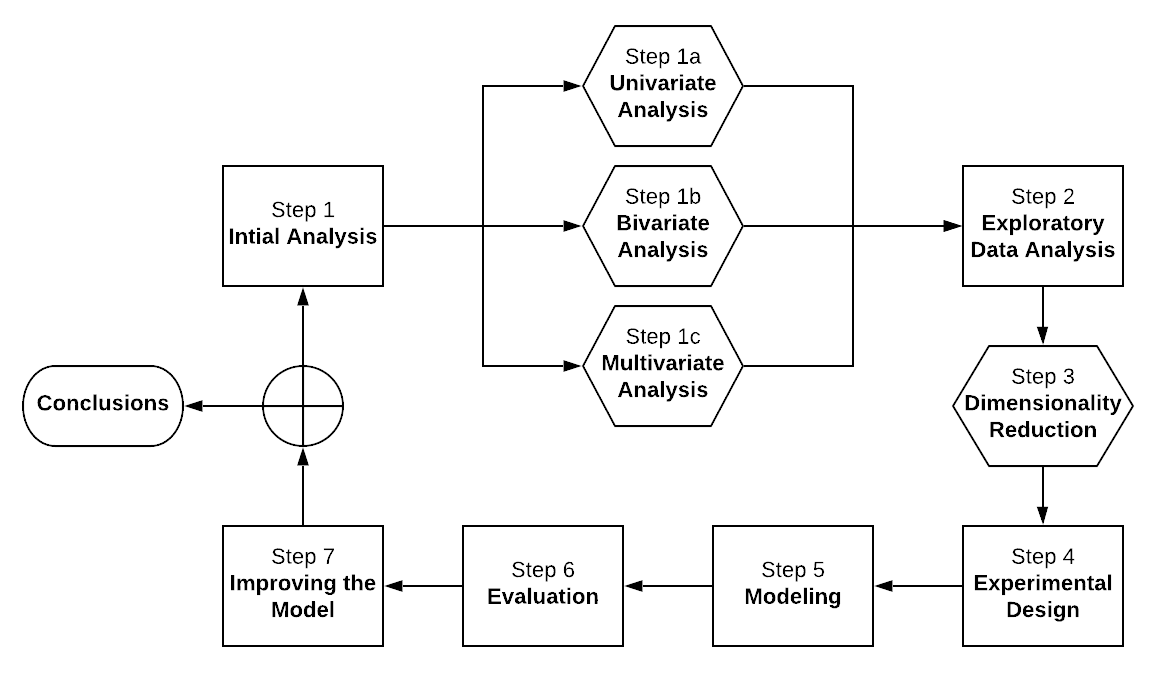 Step 1a
Univariate
Analysis
Step 1
Intial Analysis
Step 1b
Bivariate
Analysis
Step 2
Exploratory
Data Analysis
Step 1c
Multivariate
Analysis
Conclusions
Step 3
Dimensionality
Reduction
Step 7
Improving the
Model
Step 6
Evaluation
Step 5
Modeling
Step 4
Experimental
Design